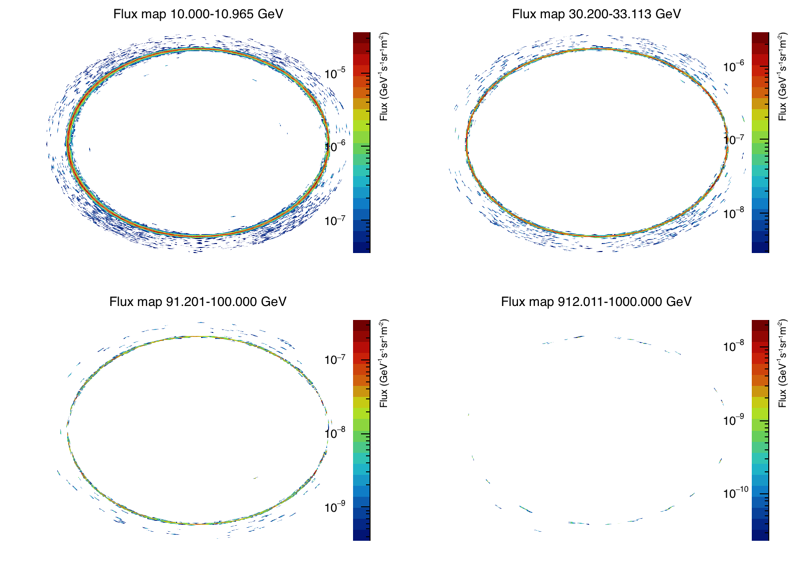 Flux map 10.000-10.965 GeV
10⁻⁵
10⁻⁶
10⁻⁷
Flux (GeV⁻¹s⁻¹sr⁻¹m⁻²)
Flux map 30.200-33.113 GeV
10⁻⁶
10⁻⁷
10⁻⁸
Flux (GeV⁻¹s⁻¹sr⁻¹m⁻²)
Flux map 91.201-100.000 GeV
10⁻⁷
10⁻⁸
10⁻⁹
Flux (GeV⁻¹s⁻¹sr⁻¹m⁻²)
Flux map 912.011-1000.000 GeV
10⁻⁸
10⁻⁹
10⁻¹⁰
Flux (GeV⁻¹s⁻¹sr⁻¹m⁻²)